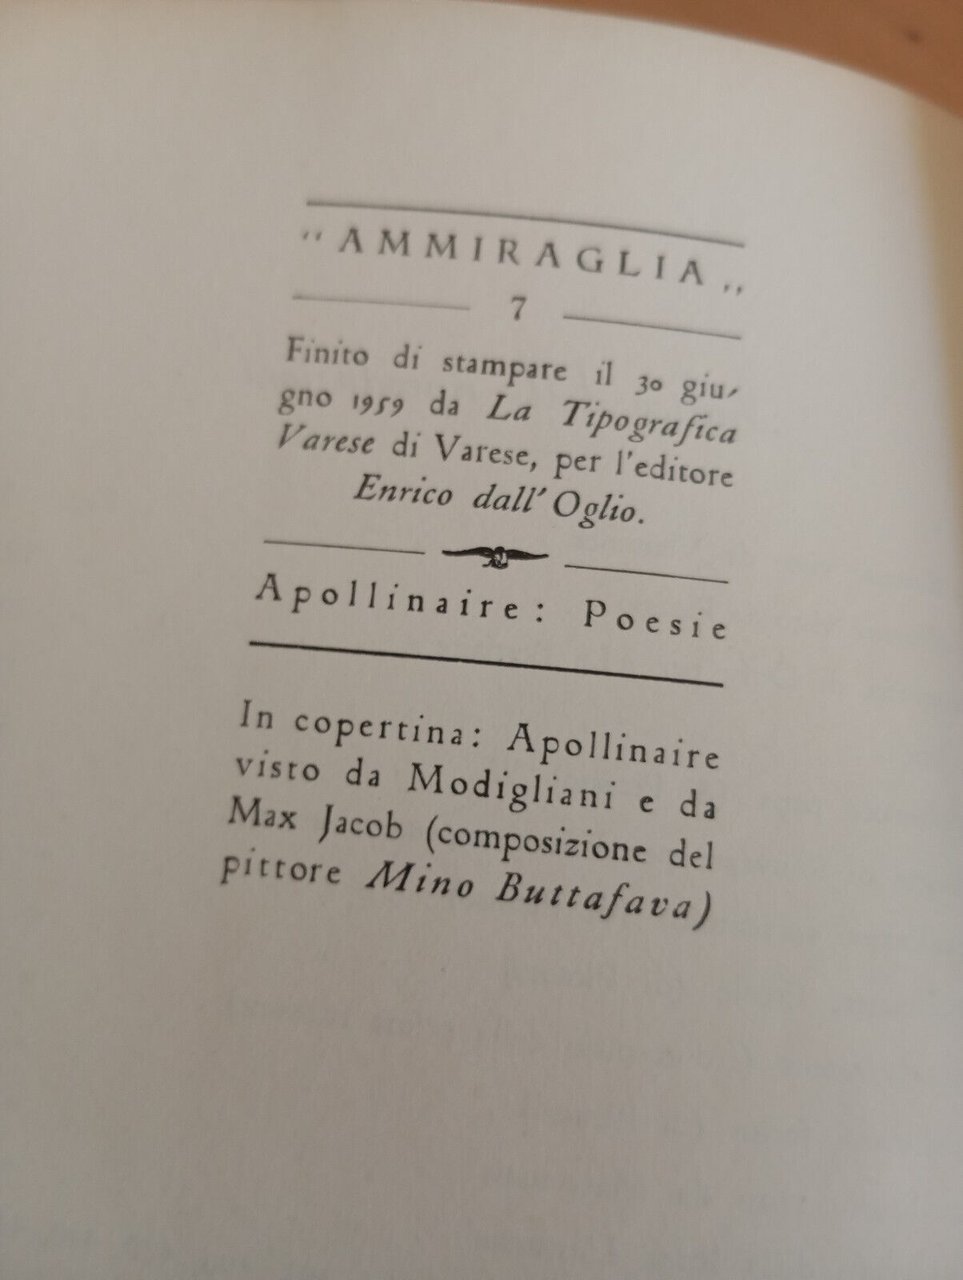 " AMMIRAGLIA „
7
Finito di stampare il 30 giu-
gno 1959 da La Tipografica
Varese di Varese, per l'editore
Enrico dall'Oglio.
Apollinaire: Poesie
In copertina: Apollinaire
visto da Modigliani e da
Max Jacob (composizione del
pittore Mino Buttafava)